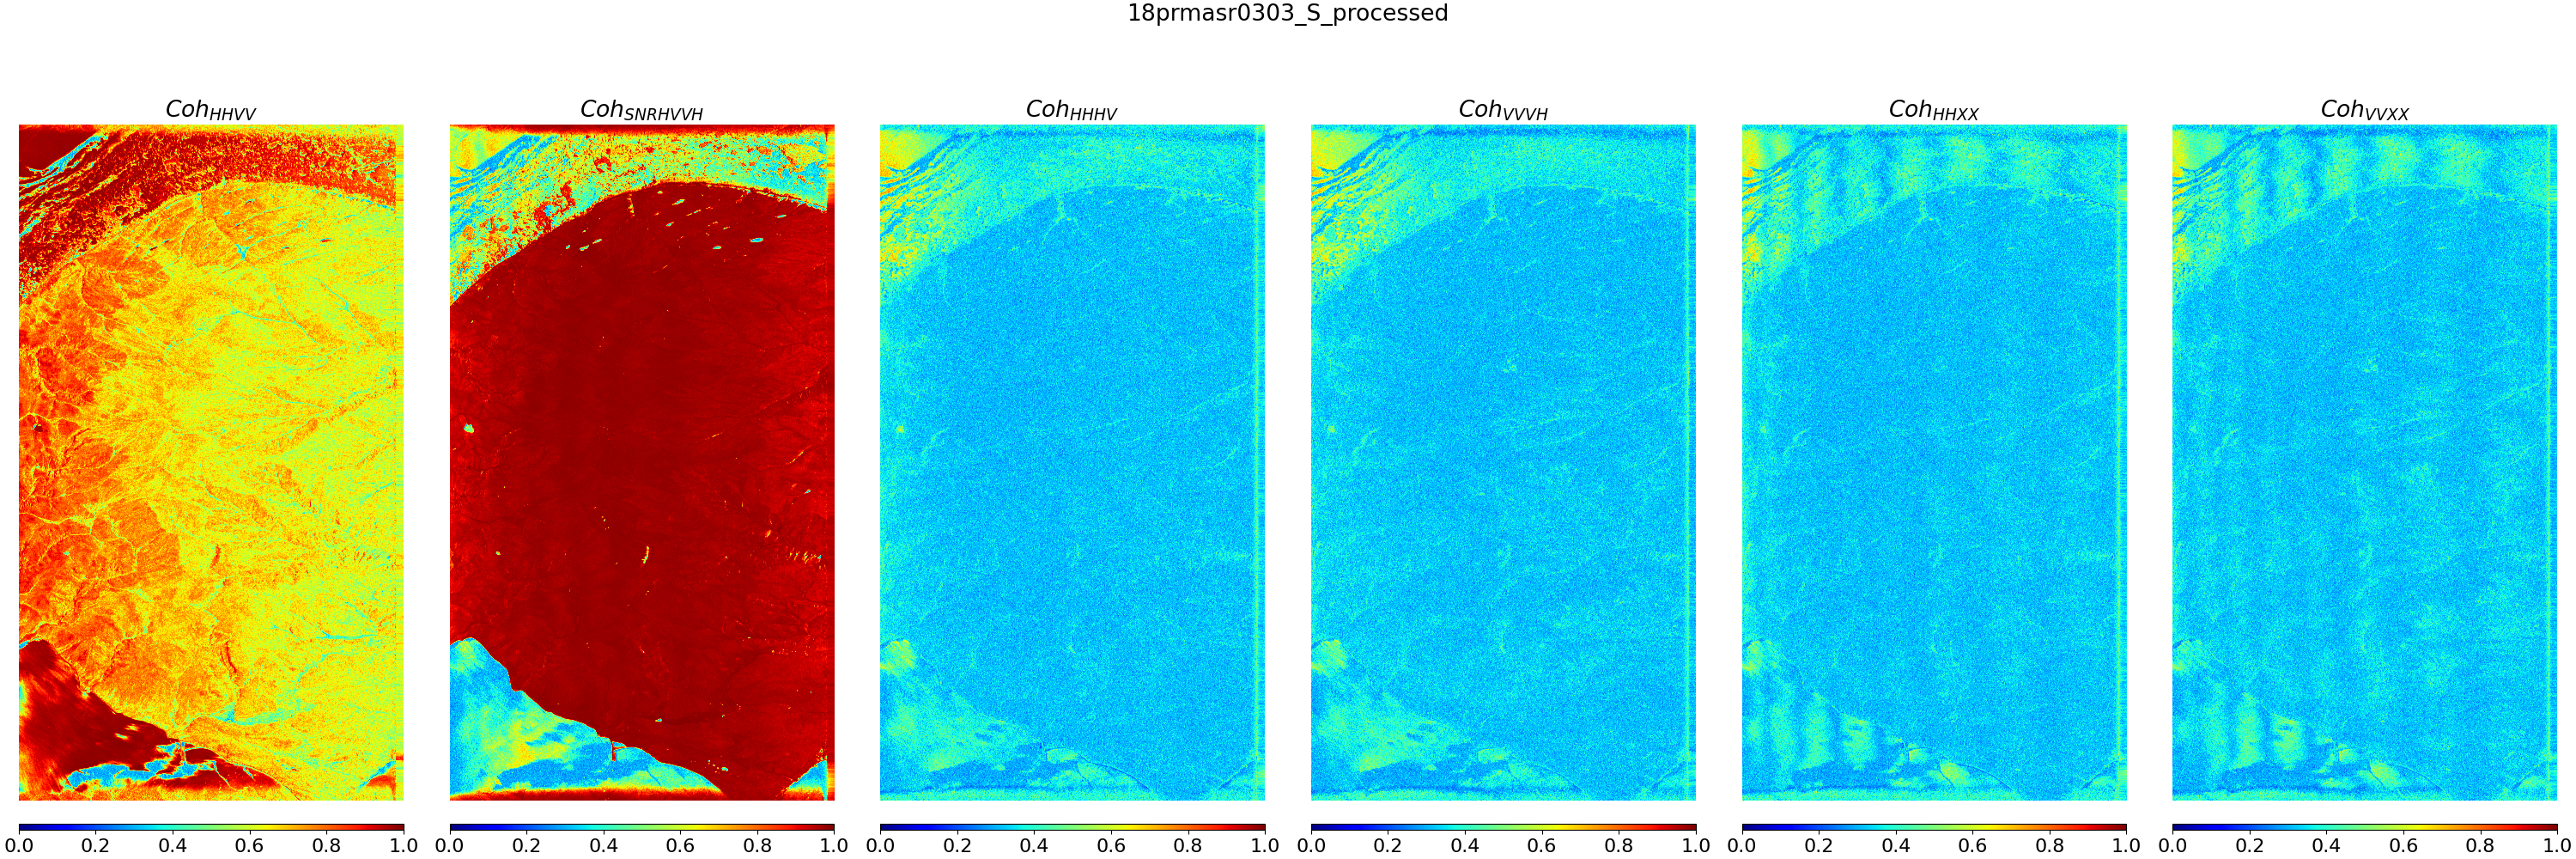 18prmasr0303_S_processed
Coh_HHVV Coh_SNRHVVH Coh_HHHV Coh_VVVH Coh_HHXX Coh_VVXX
0.0 0.2 0.4 0.6 0.8 1.0 0.0 0.2 0.4 0.6 0.8 1.0 0.0 0.2 0.4 0.6 0.8 1.0 0.0 0.2 0.4 0.6 0.8 1.0 0.0 0.2 0.4 0.6 0.8 1.0 0.0 0.2 0.4 0.6 0.8 1.0